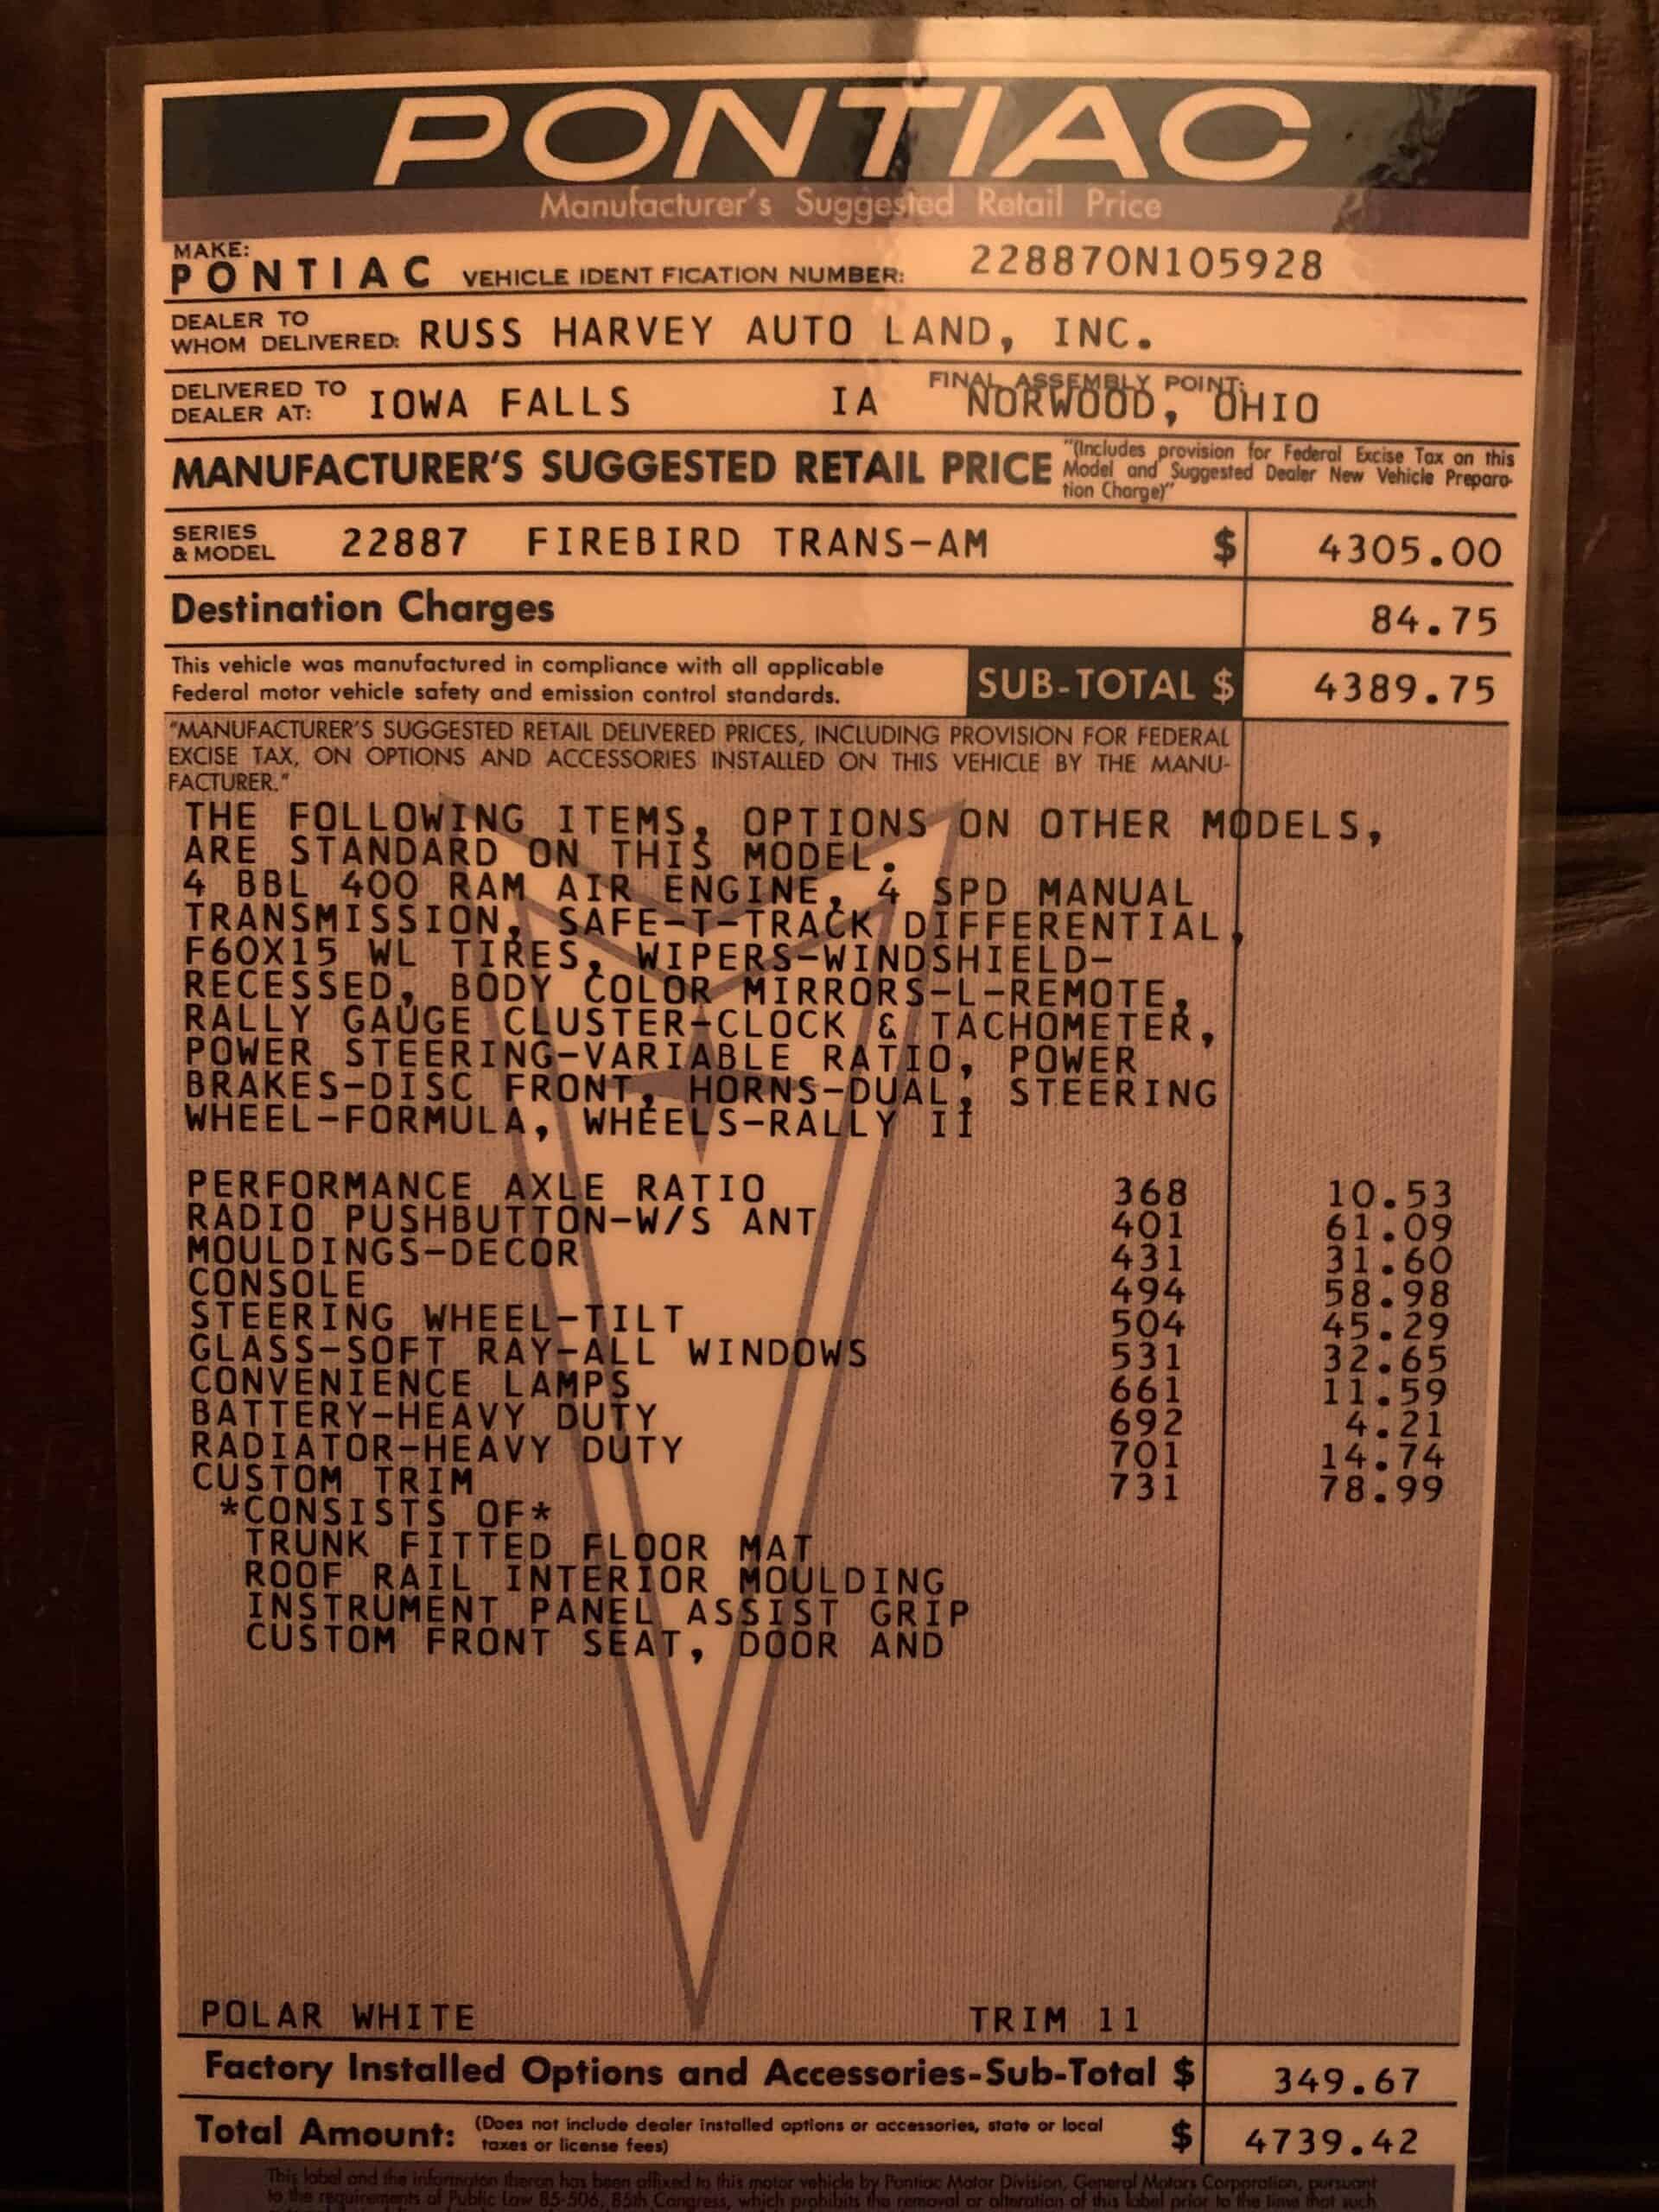 PONTIAC
Manufacturer's Suggested Retail Price
MAKE:
PONTIAC VEHICLE IDENT FICATION NUMBER: 228870N105928
DEALER TO
WHOM DELIVERED: RUSS HARVEY AUTO LAND, INC.
DELIVERED TO
DEALER AT: IOWA FALLS IA FINAL ASSEMBLY POINT: NORWOOD, OHIO
MANUFACTURER'S SUGGESTED RETAIL PRICE "(Includes provision for Federal Excise Tax on this
Model and Suggested Dealer New Vehicle Prepara-
tion Charge)"
SERIES
& MODEL 22887 FIREBIRD TRANS-AM $ 4305.00
Destination Charges 84.75
This vehicle was manufactured in compliance with all applicable
Federal motor vehicle safety and emission control standards. SUB-TOTAL $ 4389.75
"MANUFACTURER'S SUGGESTED RETAIL DELIVERED PRICES, INCLUDING PROVISION FOR FEDERAL
EXCISE TAX, ON OPTIONS AND ACCESSORIES INSTALLED ON THIS VEHICLE BY THE MANU-
FACTURER."
THE FOLLOWING ITEMS, OPTIONS ON OTHER MODELS,
ARE STANDARD ON THIS MODEL.
4 BBL 400 RAM AIR ENGINE, 4 SPD MANUAL
TRANSMISSION, SAFE-T-TRACK DIFFERENTIAL,
F60X15 WL TIRES, WIPERS-WINDSHIELD-
RECESSED, BODY COLOR MIRRORS-L-REMOTE,
RALLY GAUGE CLUSTER-CLOCK & TACHOMETER,
POWER STEERING-VARIABLE RATIO, POWER
BRAKES-DISC FRONT, HORNS-DUAL, STEERING
WHEEL-FORMULA, WHEELS-RALLY II
PERFORMANCE AXLE RATIO 368 10.53
RADIO PUSHBUTTON-W/S ANT 401 61.09
MOULDINGS-DECOR 431 31.60
CONSOLE 494 58.98
STEERING WHEEL-TILT 504 45.29
GLASS-SOFT RAY-ALL WINDOWS 531 32.65
CONVENIENCE LAMPS 661 11.59
BATTERY-HEAVY DUTY 692 4.21
RADIATOR-HEAVY DUTY 701 14.74
CUSTOM TRIM 731 78.99
*CONSISTS OF*
TRUNK FITTED FLOOR MAT
ROOF RAIL INTERIOR MOULDING
INSTRUMENT PANEL ASSIST GRIP
CUSTOM FRONT SEAT, DOOR AND
POLAR WHITE TRIM 11
Factory Installed Options and Accessories-Sub-Total $ 349.67
Total Amount: (Does not include dealer installed options or accessories, state or local
taxes or license fees) $ 4739.42
This label and the informaton thereon has been affixed to this motor vehicle by Pontiac Motor Division, General Motors Corporation, pursuant
to the requirements of Public Law 85-506, 85th Congress, which prohibits the removal or alteration of this label prior to the time that such